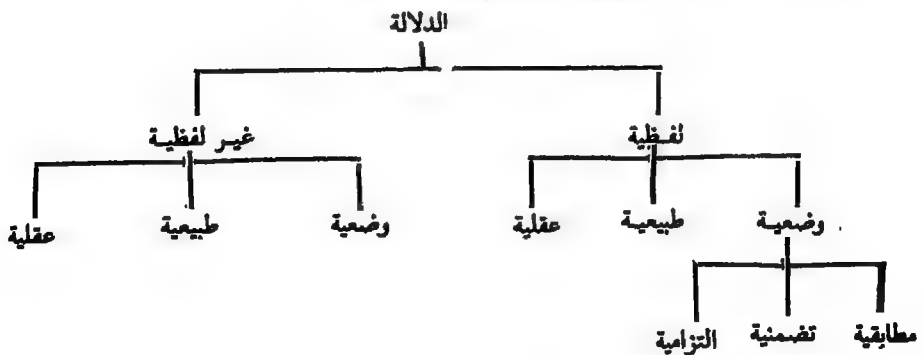 الدلالة
لفظية غير لفظية
وضعية طبيعية عقلية وضعية طبيعية عقلية
مطابقية تضمنية التزامية